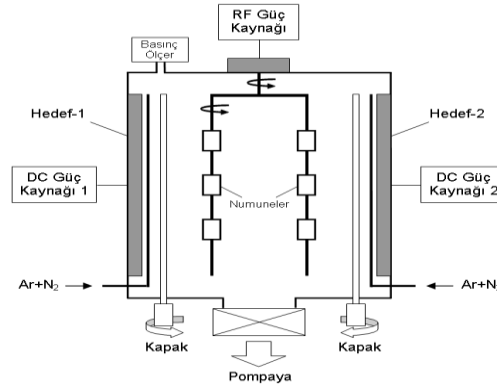 RF Güç
Kaynağı
Basınç
Ölçer
Hedef-1
Hedef-2
DC Güç
Kaynağı 1
DC Güç
Kaynağı 2
Numuneler
Ar+N₂
Ar+N₂
Kapak
Kapak
Pompaya